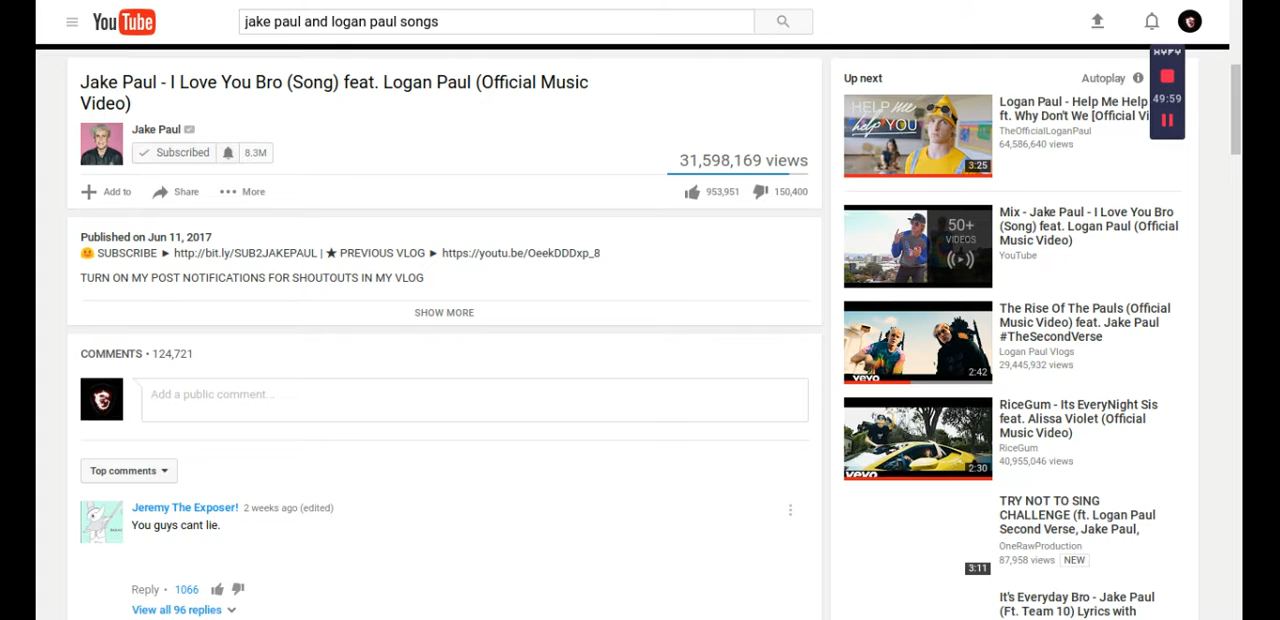 YouTube
jake paul and logan paul songs
Jake Paul - I Love You Bro (Song) feat. Logan Paul (Official Music
Video)
Jake Paul
Subscribed 8.3M
31,598,169 views
Add to Share More
953,951 150,400
Published on Jun 11, 2017
SUBSCRIBE ► http://bit.ly/SUB2JAKEPAUL | ★ PREVIOUS VLOG ► https://youtu.be/OeekDDDxp_8
TURN ON MY POST NOTIFICATIONS FOR SHOUTOUTS IN MY VLOG
SHOW MORE
COMMENTS • 124,721
Add a public comment...
Top comments
Jeremy The Exposer! 2 weeks ago (edited)
You guys cant lie.
Reply • 1066
View all 96 replies
Up next
Autoplay
49:59
HELP me
help YOU
3:25
Logan Paul - Help Me Help
ft. Why Don't We [Official Vi
TheOfficialLoganPaul
64,586,640 views
50+
VIDEOS
Mix - Jake Paul - I Love You Bro
(Song) feat. Logan Paul (Official
Music Video)
YouTube
vevo
2:42
The Rise Of The Pauls (Official
Music Video) feat. Jake Paul
#TheSecondVerse
Logan Paul Vlogs
29,445,932 views
vevo
2:30
RiceGum - Its EveryNight Sis
feat. Alissa Violet (Official
Music Video)
RiceGum
40,955,046 views
3:11
TRY NOT TO SING
CHALLENGE (ft. Logan Paul
Second Verse, Jake Paul,
OneRawProduction
87,958 views NEW
It's Everyday Bro - Jake Paul
(Ft. Team 10) Lyrics with